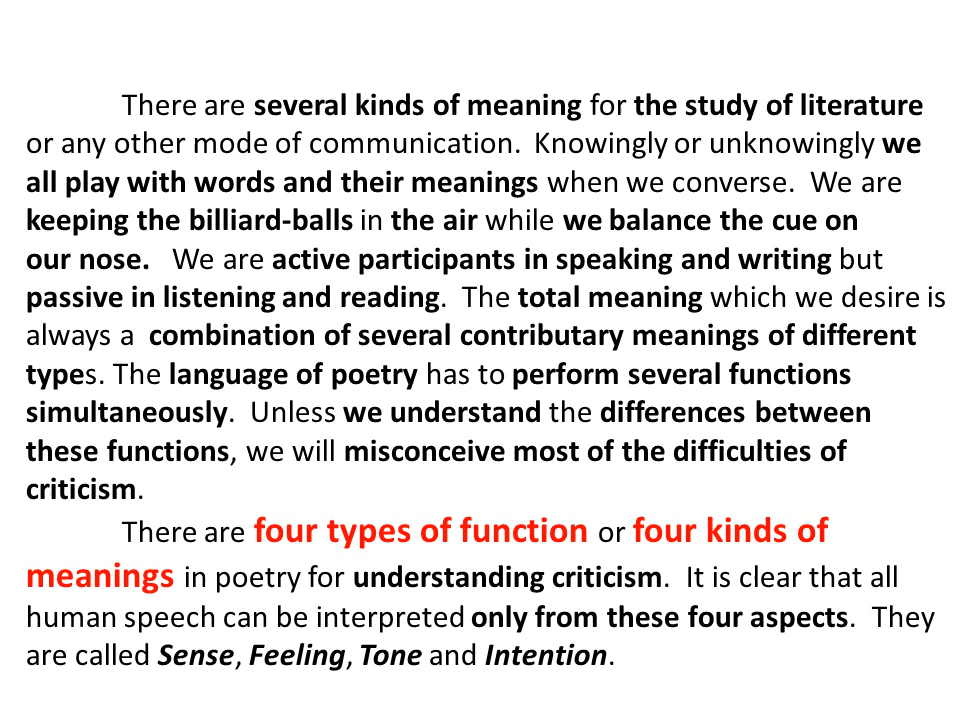 There are several kinds of meaning for the study of literature
or any other mode of communication.  Knowingly or unknowingly we
all play with words and their meanings when we converse.  We are
keeping the billiard-balls in the air while we balance the cue on
our nose.   We are active participants in speaking and writing but
passive in listening and reading.  The total meaning which we desire is
always a  combination of several contributary meanings of different
types. The language of poetry has to perform several functions
simultaneously.  Unless we understand the differences between
these functions, we will misconceive most of the difficulties of
criticism.
There are four types of function or four kinds of
meanings in poetry for understanding criticism.  It is clear that all
human speech can be interpreted only from these four aspects.  They
are called Sense, Feeling, Tone and Intention.